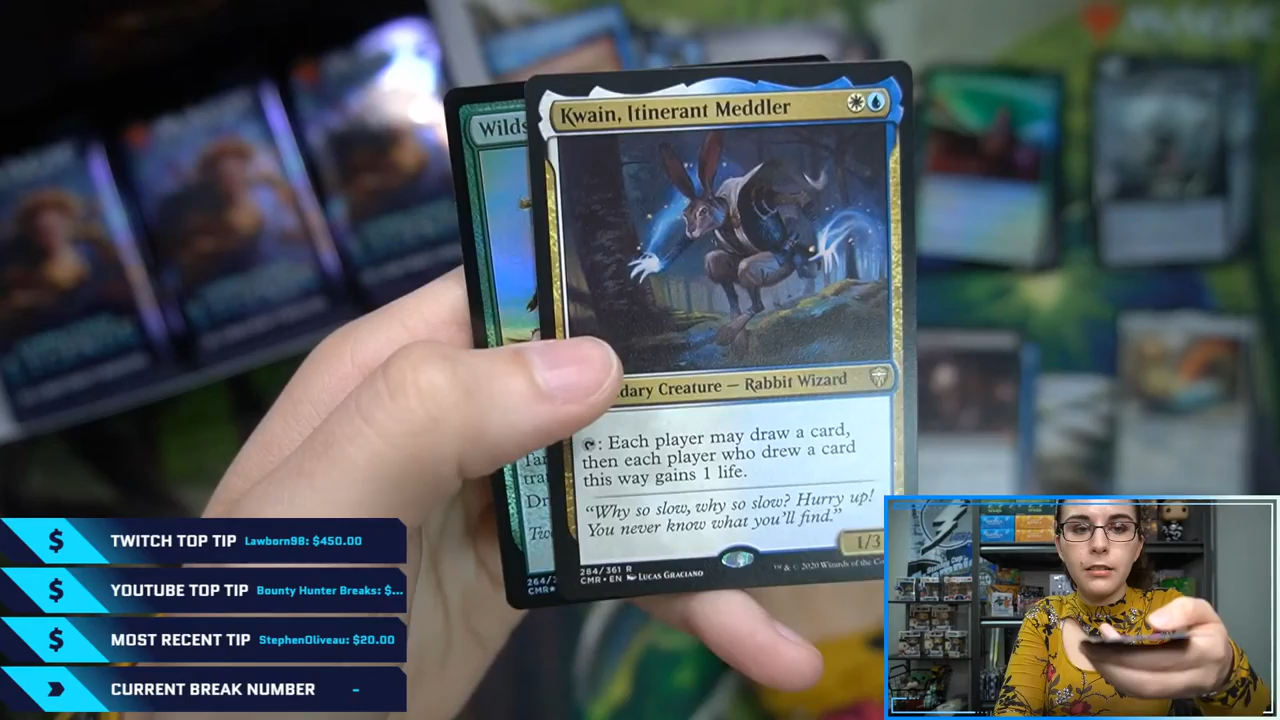 MAGIC
Wilds
Kwain, Itinerant Meddler
dary Creature — Rabbit Wizard
: Each player may draw a card,
then each player who drew a card
this way gains 1 life.
"Why so slow, why so slow? Hurry up!
You never know what you'll find."
1/3
284/361 R
CMR • EN LUCAS GRACIANO
™ & © 2020 Wizards of the Co
Tar
tra
Dr
Tw
264/3
CMR
$ TWITCH TOP TIP Lawborn98: $450.00
$ YOUTUBE TOP TIP Bounty Hunter Breaks: $...
$ MOST RECENT TIP StephenOliveau: $20.00
CURRENT BREAK NUMBER -